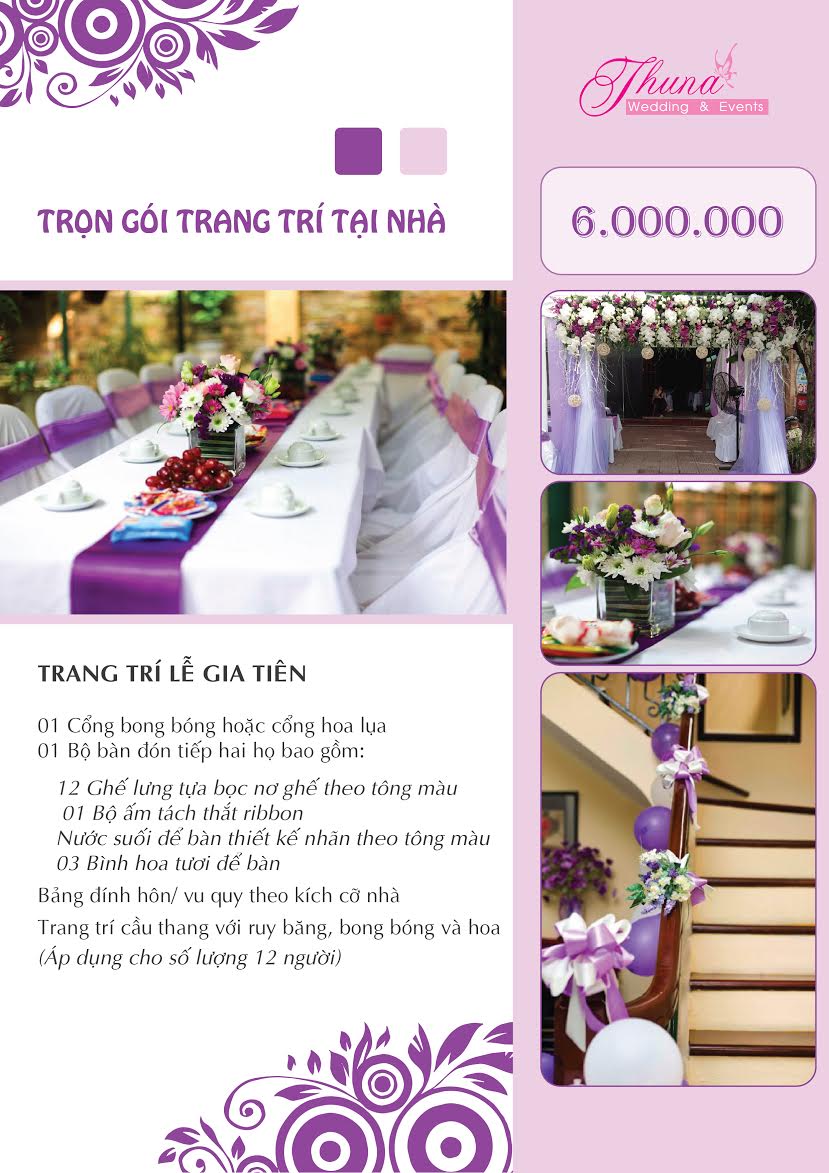 Thuna
Wedding & Events
TRỌN GÓI TRANG TRÍ TẠI NHÀ
6.000.000
TRANG TRÍ LỄ GIA TIÊN
01 Cổng bong bóng hoặc cổng hoa lụa
01 Bộ bàn đón tiếp hai họ bao gồm:
12 Ghế lưng tựa bọc nơ ghế theo tông màu
01 Bộ ấm tách thắt ribbon
Nước suối để bàn thiết kế nhãn theo tông màu
03 Bình hoa tươi để bàn
Bảng đính hôn/ vu quy theo kích cỡ nhà
Trang trí cầu thang với ruy băng, bong bóng và hoa
(Áp dụng cho số lượng 12 người)